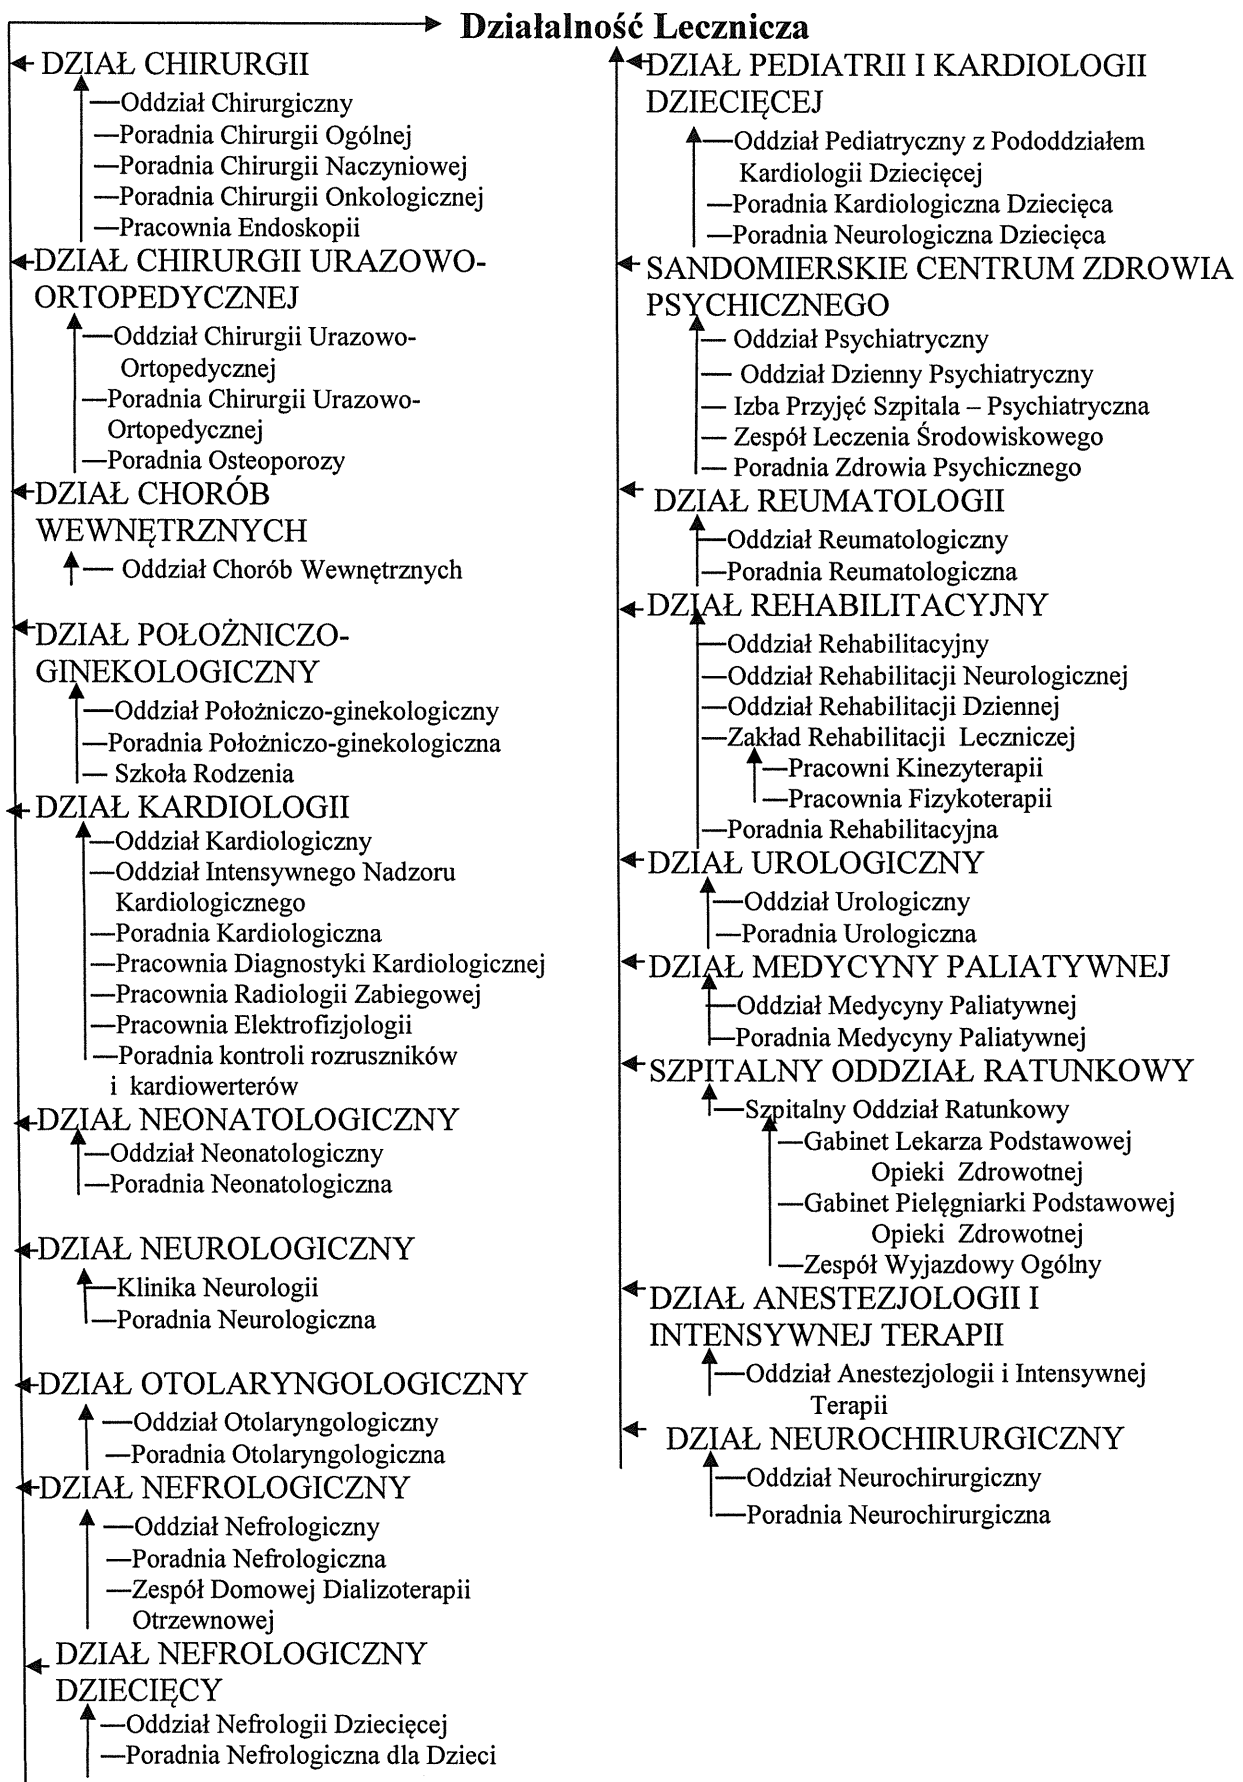 Działalność Lecznicza
DZIAŁ CHIRURGII
—Oddział Chirurgiczny
—Poradnia Chirurgii Ogólnej
—Poradnia Chirurgii Naczyniowej
—Poradnia Chirurgii Onkologicznej
—Pracownia Endoskopii
DZIAŁ CHIRURGII URAZOWO-
ORTOPEDYCZNEJ
—Oddział Chirurgii Urazowo-
Ortopedycznej
—Poradnia Chirurgii Urazowo-
Ortopedycznej
—Poradnia Osteoporozy
DZIAŁ CHORÓB
WEWNĘTRZNYCH
— Oddział Chorób Wewnętrznych
DZIAŁ POŁOŻNICZO-
GINEKOLOGICZNY
—Oddział Położniczo-ginekologiczny
—Poradnia Położniczo-ginekologiczna
— Szkoła Rodzenia
DZIAŁ KARDIOLOGII
—Oddział Kardiologiczny
—Oddział Intensywnego Nadzoru
Kardiologicznego
—Poradnia Kardiologiczna
—Pracownia Diagnostyki Kardiologicznej
—Pracownia Radiologii Zabiegowej
—Pracownia Elektrofizjologii
—Poradnia kontroli rozruszników
i kardiowerterów
DZIAŁ NEONATOLOGICZNY
—Oddział Neonatologiczny
—Poradnia Neonatologiczna
DZIAŁ NEUROLOGICZNY
—Klinika Neurologii
—Poradnia Neurologiczna
DZIAŁ OTOLARYNGOLOGICZNY
—Oddział Otolaryngologiczny
—Poradnia Otolaryngologiczna
DZIAŁ NEFROLOGICZNY
—Oddział Nefrologiczny
—Poradnia Nefrologiczna
—Zespół Domowej Dializoterapii
Otrzewnowej
DZIAŁ NEFROLOGICZNY
DZIECIĘCY
—Oddział Nefrologii Dziecięcej
—Poradnia Nefrologiczna dla Dzieci
DZIAŁ PEDIATRII I KARDIOLOGII
DZIECIĘCEJ
—Oddział Pediatryczny z Pododdziałem
Kardiologii Dziecięcej
—Poradnia Kardiologiczna Dziecięca
—Poradnia Neurologiczna Dziecięca
SANDOMIERSKIE CENTRUM ZDROWIA
PSYCHICZNEGO
— Oddział Psychiatryczny
— Oddział Dzienny Psychiatryczny
— Izba Przyjęć Szpitala – Psychiatryczna
— Zespół Leczenia Środowiskowego
— Poradnia Zdrowia Psychicznego
DZIAŁ REUMATOLOGII
—Oddział Reumatologiczny
—Poradnia Reumatologiczna
DZIAŁ REHABILITACYJNY
—Oddział Rehabilitacyjny
—Oddział Rehabilitacji Neurologicznej
—Oddział Rehabilitacji Dziennej
—Zakład Rehabilitacji Leczniczej
—Pracowni Kinezyterapii
—Pracownia Fizykoterapii
—Poradnia Rehabilitacyjna
DZIAŁ UROLOGICZNY
—Oddział Urologiczny
—Poradnia Urologiczna
DZIAŁ MEDYCYNY PALIATYWNEJ
—Oddział Medycyny Paliatywnej
—Poradnia Medycyny Paliatywnej
SZPITALNY ODDZIAŁ RATUNKOWY
—Szpitalny Oddział Ratunkowy
—Gabinet Lekarza Podstawowej
Opieki Zdrowotnej
—Gabinet Pielęgniarki Podstawowej
Opieki Zdrowotnej
—Zespół Wyjazdowy Ogólny
DZIAŁ ANESTEZJOLOGII I
INTENSYWNEJ TERAPII
—Oddział Anestezjologii i Intensywnej
Terapii
DZIAŁ NEUROCHIRURGICZNY
—Oddział Neurochirurgiczny
—Poradnia Neurochirurgiczna